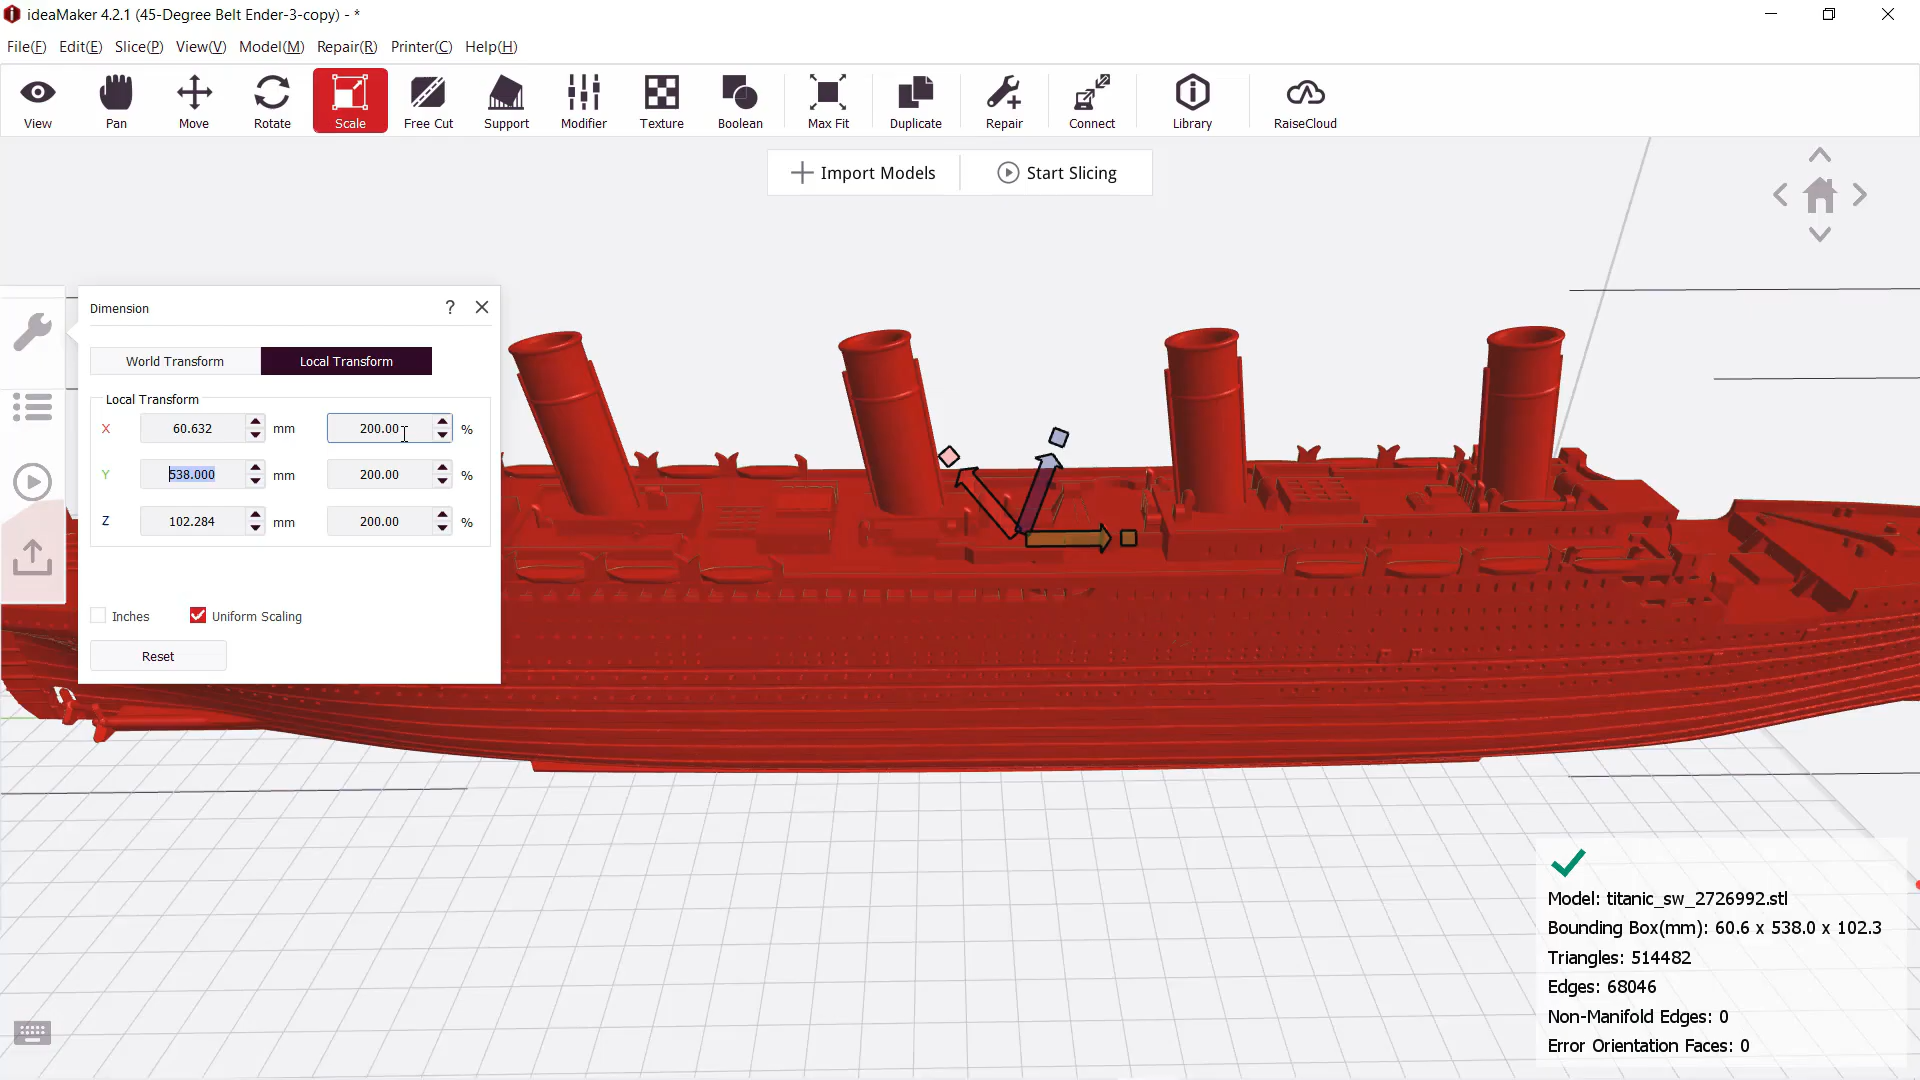 ideaMaker 4.2.1 (45-Degree Belt Ender-3-copy) - *
File(F) Edit(E) Slice(P) View(V) Model(M) Repair(R) Printer(C) Help(H)
View Pan Move Rotate Scale Free Cut Support Modifier Texture Boolean Max Fit Duplicate Repair Connect Library RaiseCloud
Import Models Start Slicing
Dimension ?
World Transform Local Transform
Local Transform
X 60.632 mm 200.00 %
Y 538.000 mm 200.00 %
Z 102.284 mm 200.00 %
Inches Uniform Scaling
Reset
Model: titanic_sw_2726992.stl
Bounding Box(mm): 60.6 x 538.0 x 102.3
Triangles: 514482
Edges: 68046
Non-Manifold Edges: 0
Error Orientation Faces: 0